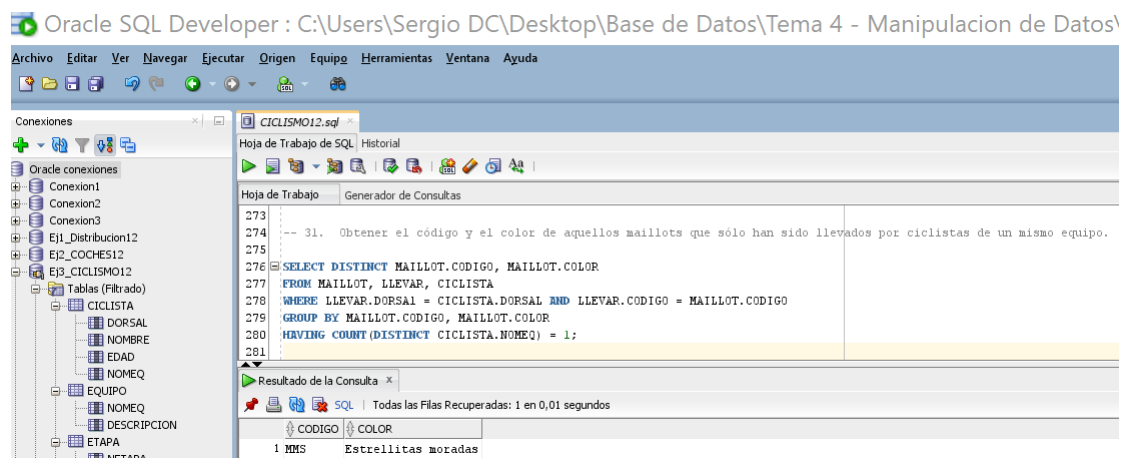 Oracle SQL Developer : C:\Users\Sergio DC\Desktop\Base de Datos\Tema 4 - Manipulacion de Datos\
Archivo Editar Ver Navegar Ejecutar Origen Equipo Herramientas Ventana Ayuda
Conexiones
Oracle conexiones
Conexion1
Conexion2
Conexion3
Ej1_Distribucion12
Ej2_COCHES12
Ej3_CICLISMO12
Tablas (Filtrado)
CICLISTA
DORSAL
NOMBRE
EDAD
NOMEQ
EQUIPO
NOMEQ
DESCRIPCION
ETAPA
NETAPA
CICLISMO12.sql
Hoja de Trabajo de SQL Historial
Hoja de Trabajo Generador de Consultas
273
274 -- 31. Obtener el código y el color de aquellos maillots que sólo han sido llevados por ciclistas de un mismo equipo.
275
276 SELECT DISTINCT MAILLOT.CODIGO, MAILLOT.COLOR
277 FROM MAILLOT, LLEVAR, CICLISTA
278 WHERE LLEVAR.DORSAl = CICLISTA.DORSAL AND LLEVAR.CODIGO = MAILLOT.CODIGO
279 GROUP BY MAILLOT.CODIGO, MAILLOT.COLOR
280 HAVING COUNT(DISTINCT CICLISTA.NOMEQ) = 1;
281
Resultado de la Consulta x
SQL | Todas las Filas Recuperadas: 1 en 0,01 segundos
CODIGO COLOR
1 MMS Estrellitas moradas